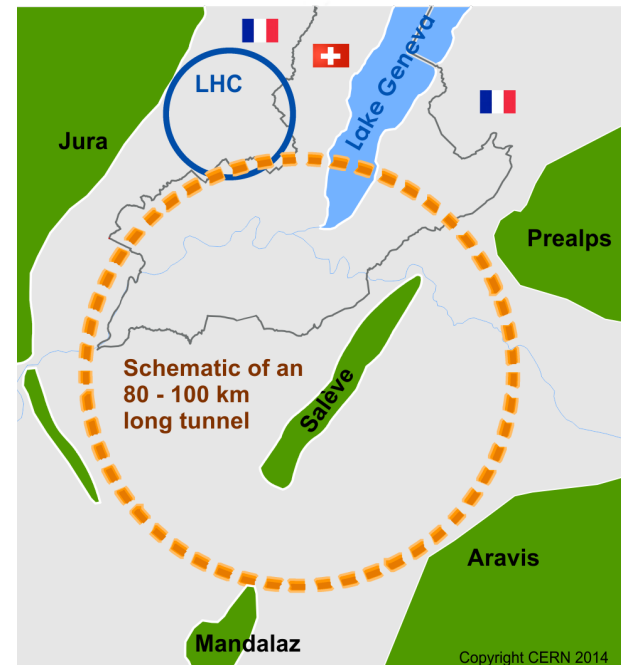 LHC
Lake Geneva
Jura
Prealps
Schematic of an
80 - 100 km
long tunnel
Salève
Aravis
Mandalaz
Copyright CERN 2014